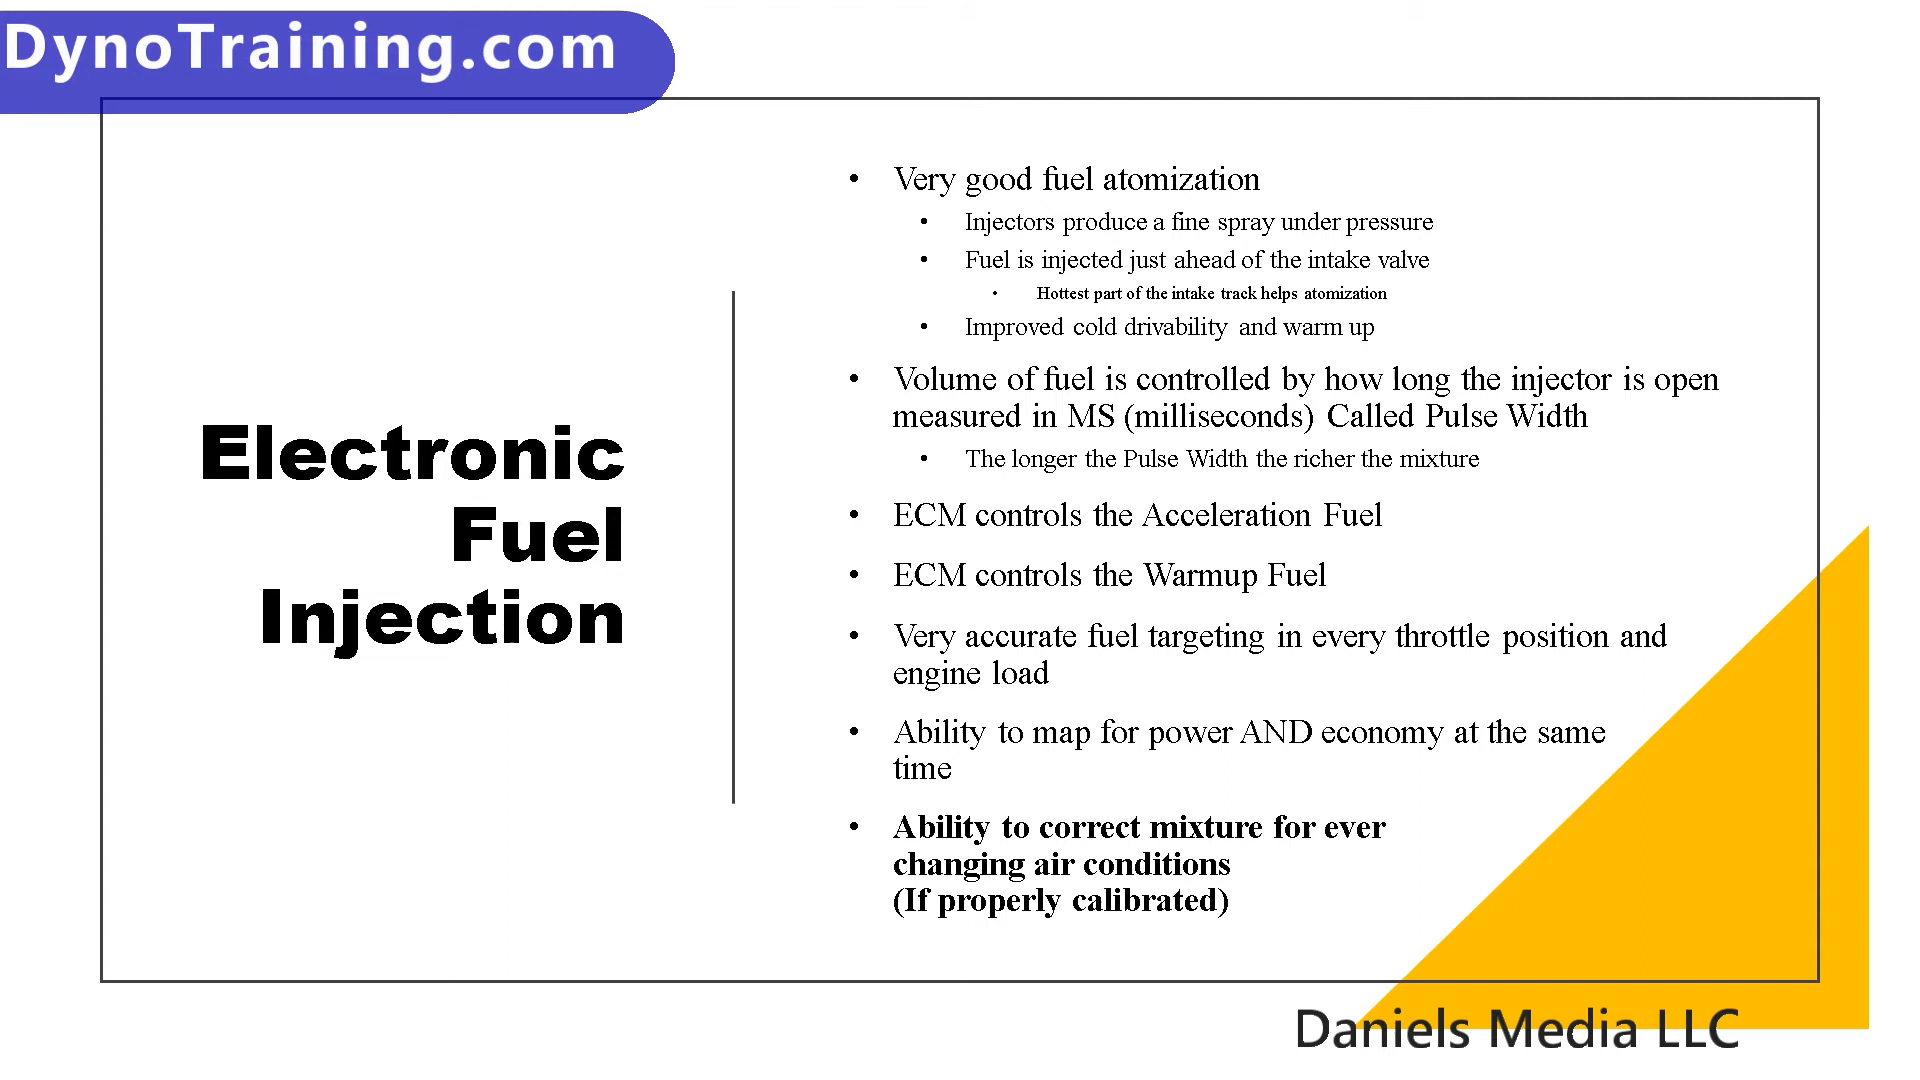 DynoTraining.com
Electronic
Fuel
Injection
• Very good fuel atomization
• Injectors produce a fine spray under pressure
• Fuel is injected just ahead of the intake valve
• Hottest part of the intake track helps atomization
• Improved cold drivability and warm up
• Volume of fuel is controlled by how long the injector is open
measured in MS (milliseconds) Called Pulse Width
• The longer the Pulse Width the richer the mixture
• ECM controls the Acceleration Fuel
• ECM controls the Warmup Fuel
• Very accurate fuel targeting in every throttle position and
engine load
• Ability to map for power AND economy at the same
time
• Ability to correct mixture for ever
changing air conditions
(If properly calibrated)
Daniels Media LLC